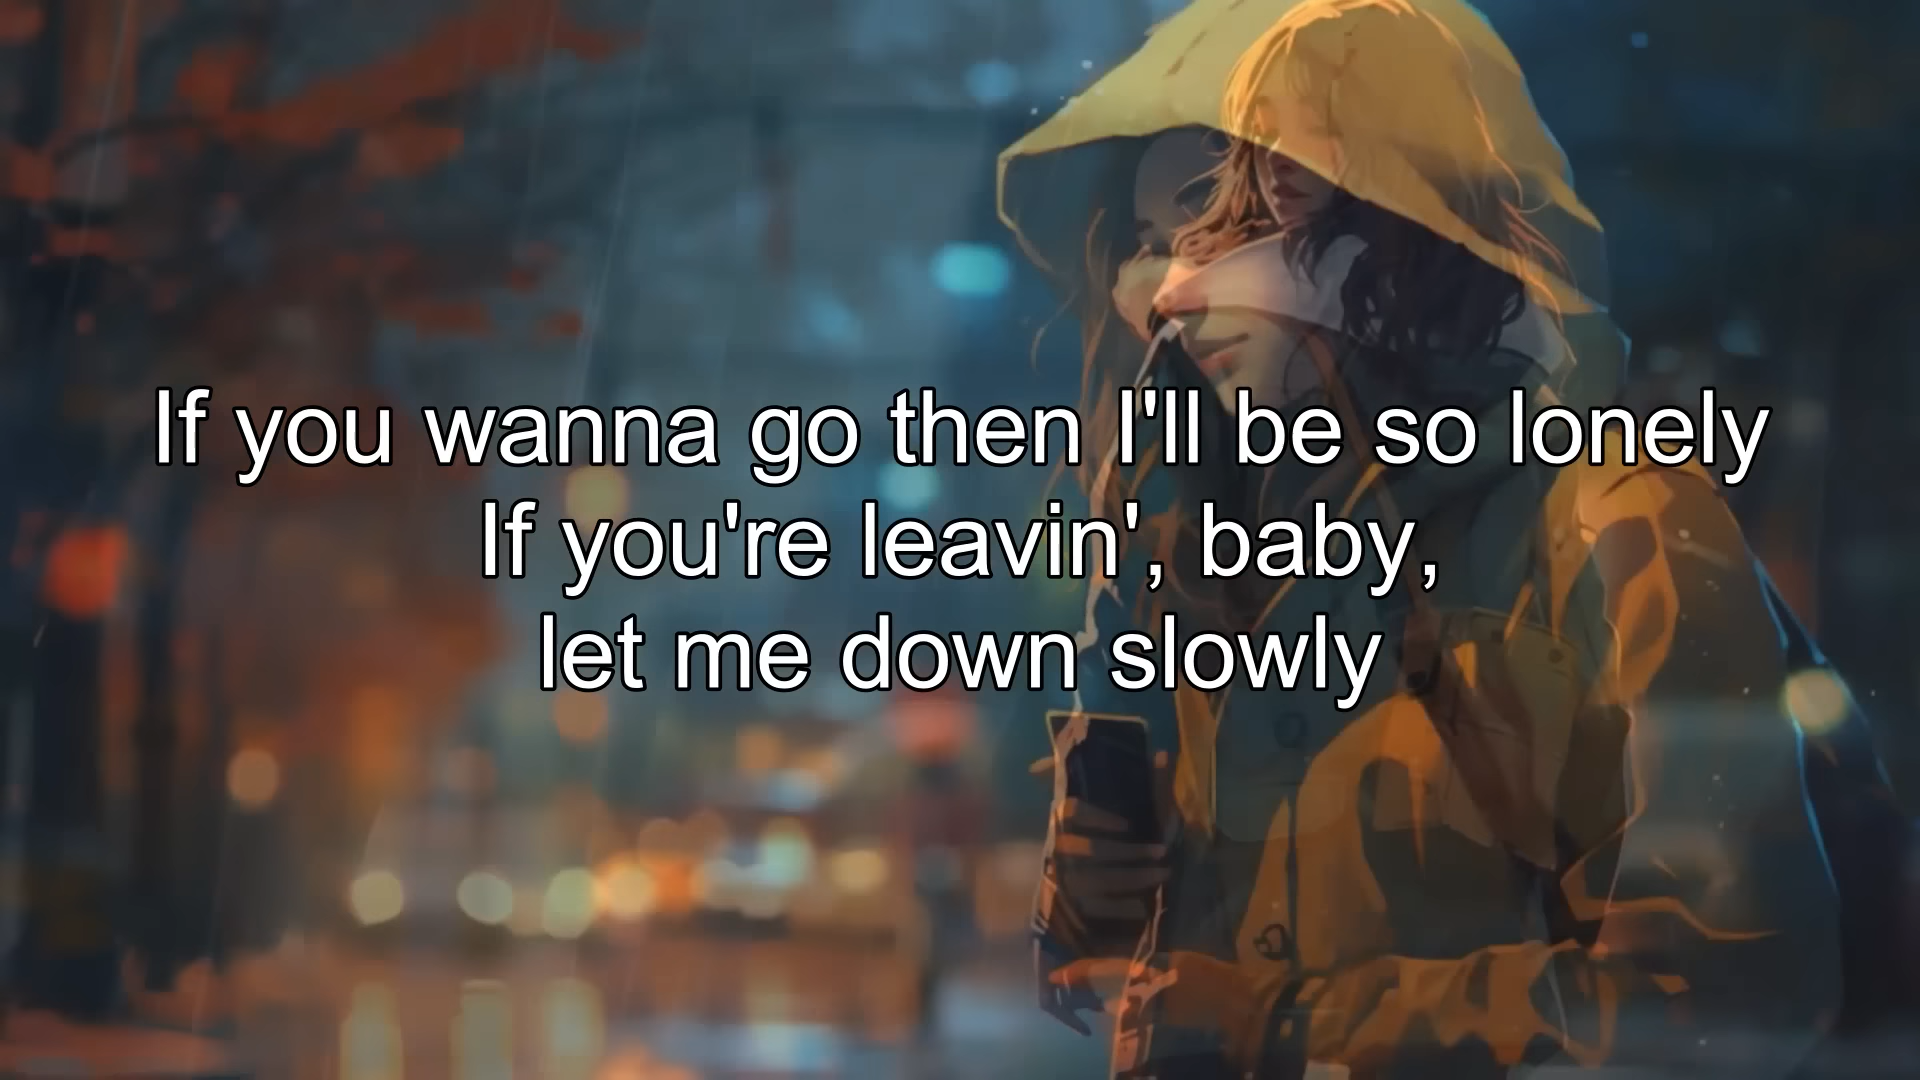 If you wanna go then I'll be so lonely
If you're leavin', baby,
let me down slowly